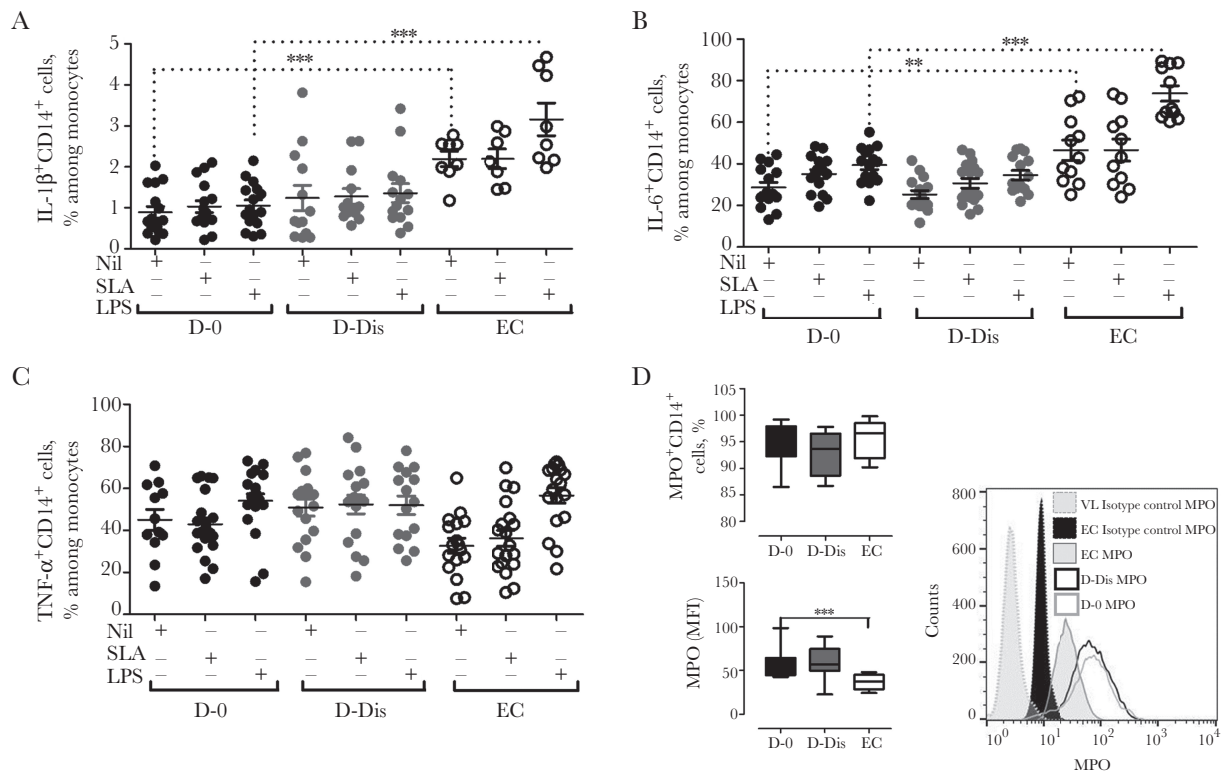 A
IL-1β⁺CD14⁺ cells,
% among monocytes
5
4
3
2
1
0
***
***
Nil + – – + – – + – –
SLA – + – – + – – + –
LPS – – + – – + – – +
D-0 D-Dis EC
B
IL-6⁺CD14⁺ cells,
% among monocytes
100
80
60
40
20
0
***
**
Nil + – – + – – + – –
SLA – + – – + – – + –
LPS – – + – – + – – +
D-0 D-Dis EC
C
TNF-α⁺CD14⁺ cells,
% among monocytes
100
80
60
40
20
0
Nil + – – + – – + – –
SLA – + – – + – – + –
LPS – – + – – + – – +
D-0 D-Dis EC
D
MPO⁺CD14⁺
cells, %
105
100
95
90
85
80
D-0 D-Dis EC
MPO (MFI)
150
100
50
0
***
D-0 D-Dis EC
Counts
800
600
400
200
0
VL Isotype control MPO
EC Isotype control MPO
EC MPO
D-Dis MPO
D-0 MPO
10⁰ 10¹ 10² 10³ 10⁴
MPO